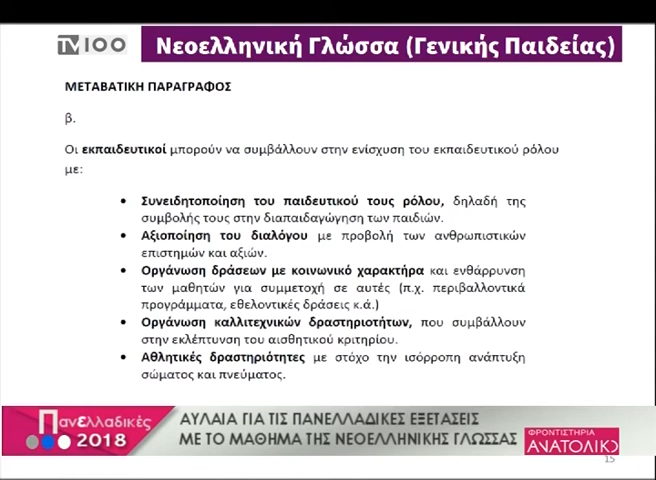 TV100
Νεοελληνική Γλώσσα (Γενικής Παιδείας)
ΜΕΤΑΒΑΤΙΚΗ ΠΑΡΑΓΡΑΦΟΣ
β.
Οι εκπαιδευτικοί μπορούν να συμβάλλουν στην ενίσχυση του εκπαιδευτικού ρόλου
με:
• Συνειδητοποίηση του παιδευτικού τους ρόλου, δηλαδή της
συμβολής τους στην διαπαιδαγώγηση των παιδιών.
• Αξιοποίηση του διαλόγου με προβολή των ανθρωπιστικών
επιστημών και αξιών.
• Οργάνωση δράσεων με κοινωνικό χαρακτήρα και ενθάρρυνση
των μαθητών για συμμετοχή σε αυτές (π.χ. περιβαλλοντικά
προγράμματα, εθελοντικές δράσεις κ.ά.)
• Οργάνωση καλλιτεχνικών δραστηριοτήτων, που συμβάλλουν
στην εκλέπτυνση του αισθητικού κριτηρίου.
• Αθλητικές δραστηριότητες με στόχο την ισόρροπη ανάπτυξη
σώματος και πνεύματος.
Πανελλαδικές
2018
ΑΥΛΑΙΑ ΓΙΑ ΤΙΣ ΠΑΝΕΛΛΑΔΙΚΕΣ ΕΞΕΤΑΣΕΙΣ
ΜΕ ΤΟ ΜΑΘΗΜΑ ΤΗΣ ΝΕΟΕΛΛΗΝΙΚΗΣ ΓΛΩΣΣΑΣ
ΦΡΟΝΤΙΣΤΗΡΙΑ
ΑΝΑΤΟΛΙΚΟ
15